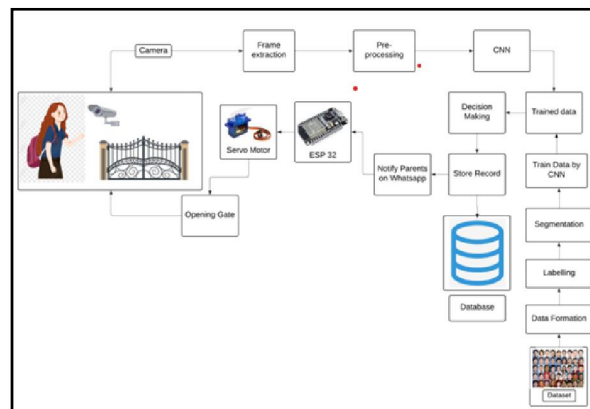 Camera
Frame
extraction
Pre-
processing
CNN
Decision
Making
Trained data
Servo Motor
ESP 32
Notify Parents
on Whatsapp
Store Record
Train Data by
CNN
Opening Gate
Segmentation
Labelling
Database
Data Formation
Dataset